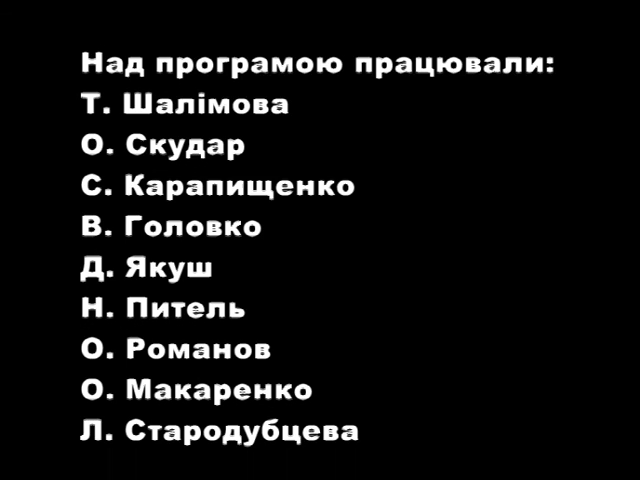 Над програмою працювали:
Т. Шалімова
О. Скудар
С. Карапищенко
В. Головко
Д. Якуш
Н. Питель
О. Романов
О. Макаренко
Л. Стародубцева